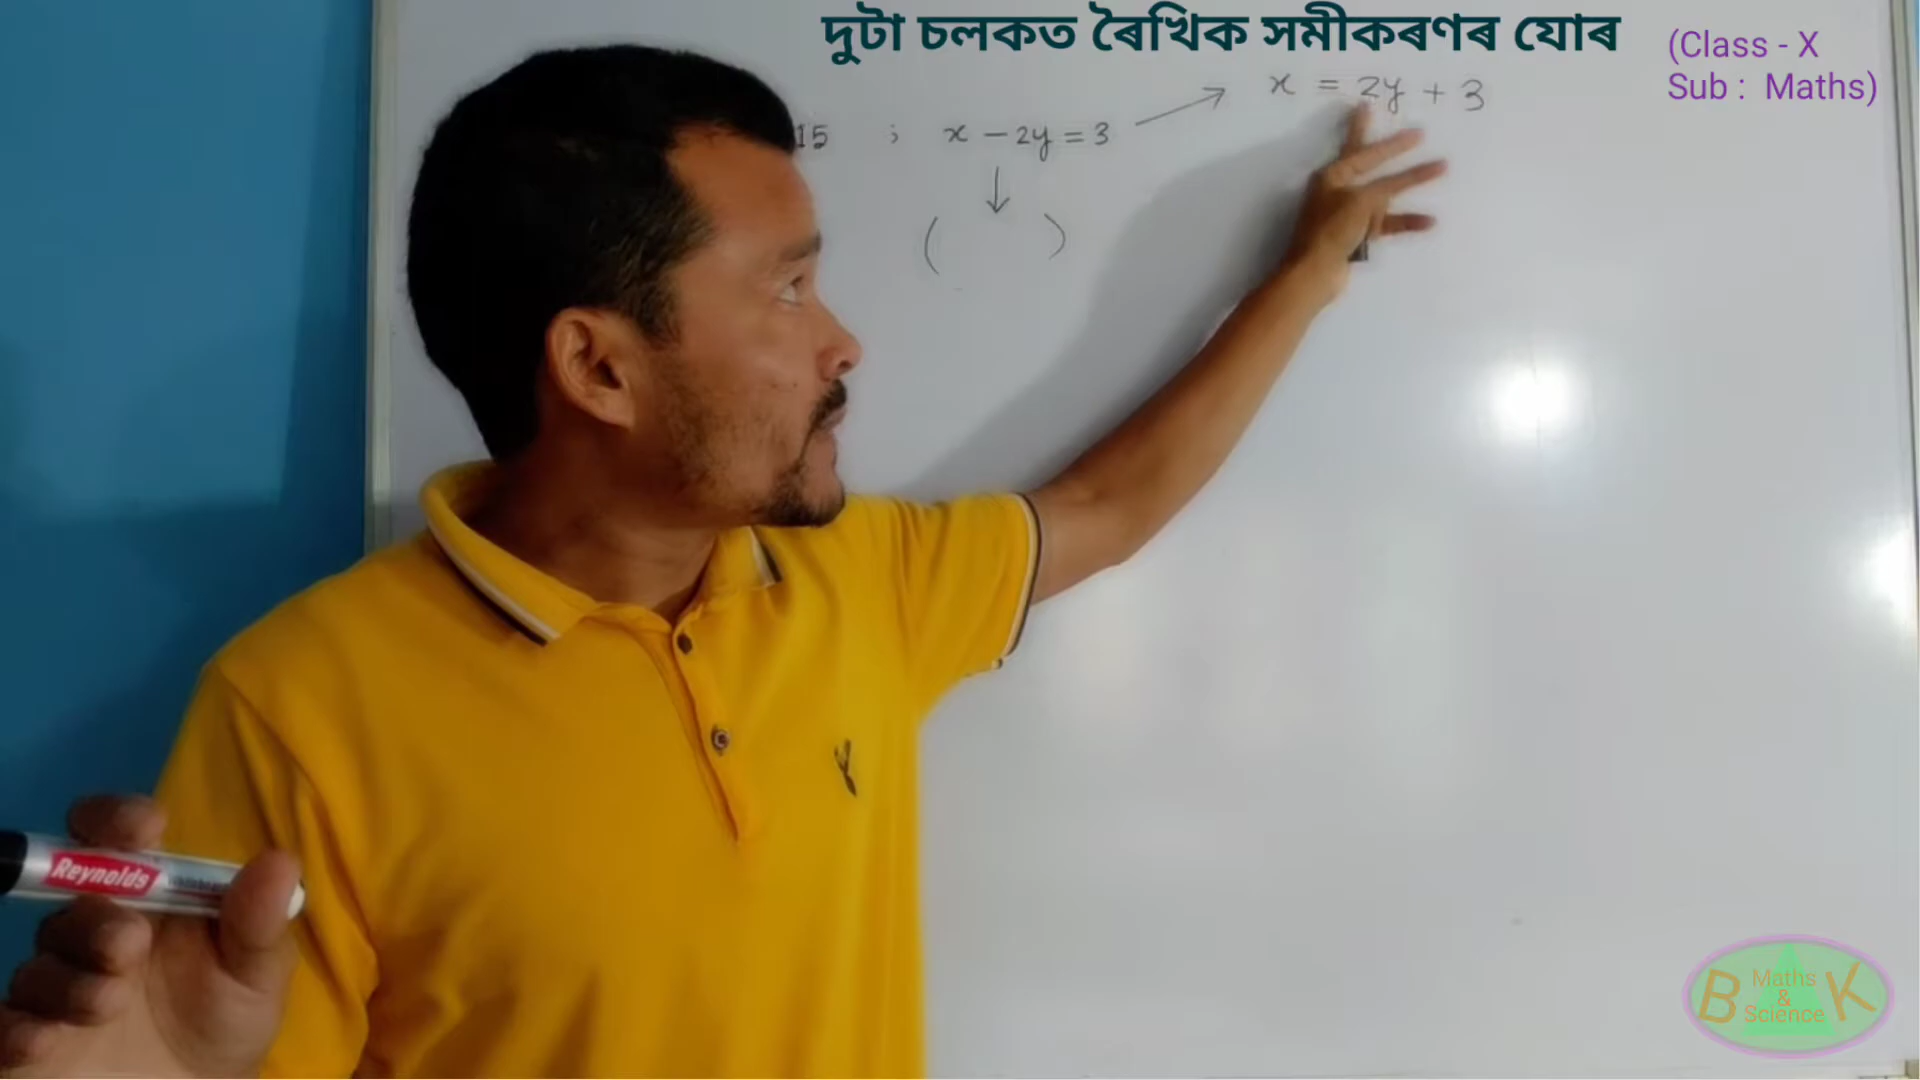 দুটা চলকত ৰৈখিক সমীকৰণৰ যোৰ
(Class - X
Sub : Maths)
x = 2y + 3
15 ; x - 2y = 3
( )
Reynolds
B Maths & Science K